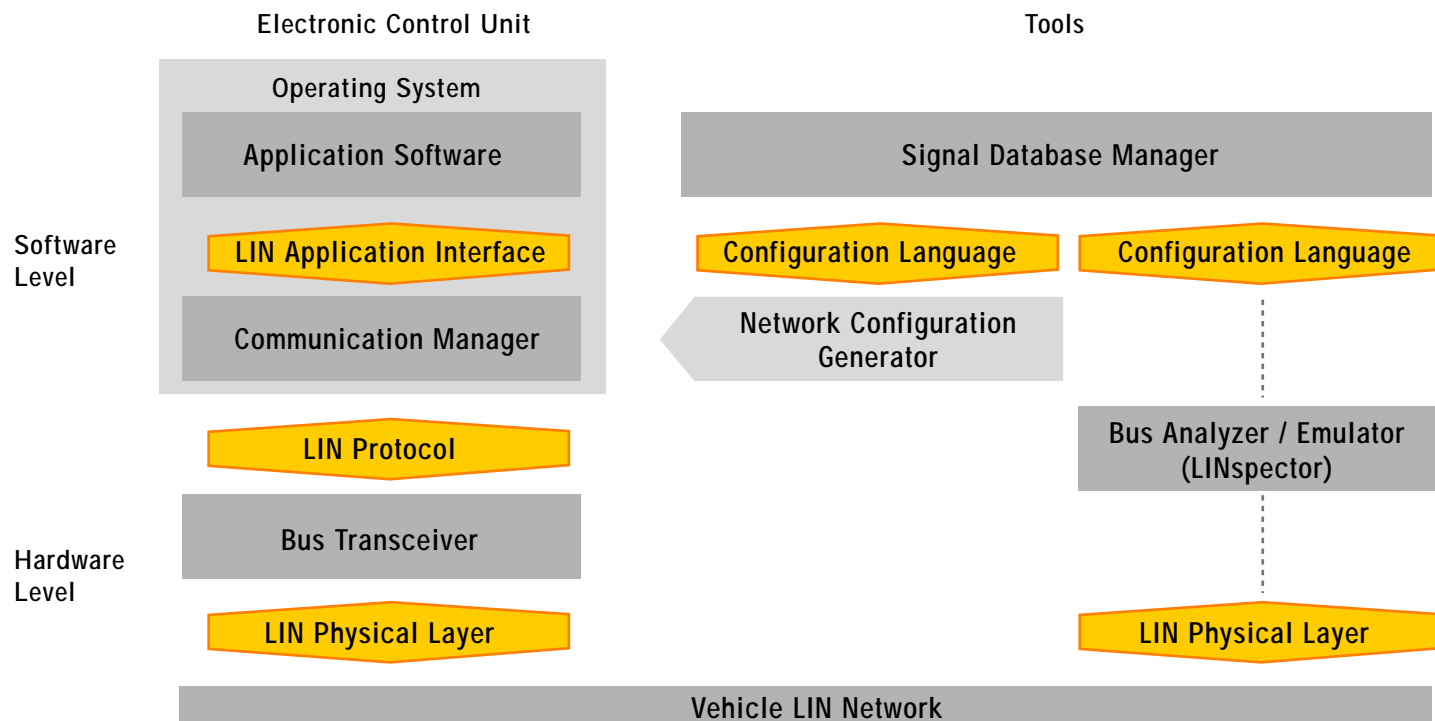 Electronic Control Unit
Tools
Operating System
Application Software
Signal Database Manager
Software
Level
LIN Application Interface
Configuration Language
Configuration Language
Communication Manager
Network Configuration
Generator
LIN Protocol
Bus Analyzer / Emulator
(LINspector)
Hardware
Level
Bus Transceiver
LIN Physical Layer
LIN Physical Layer
Vehicle LIN Network